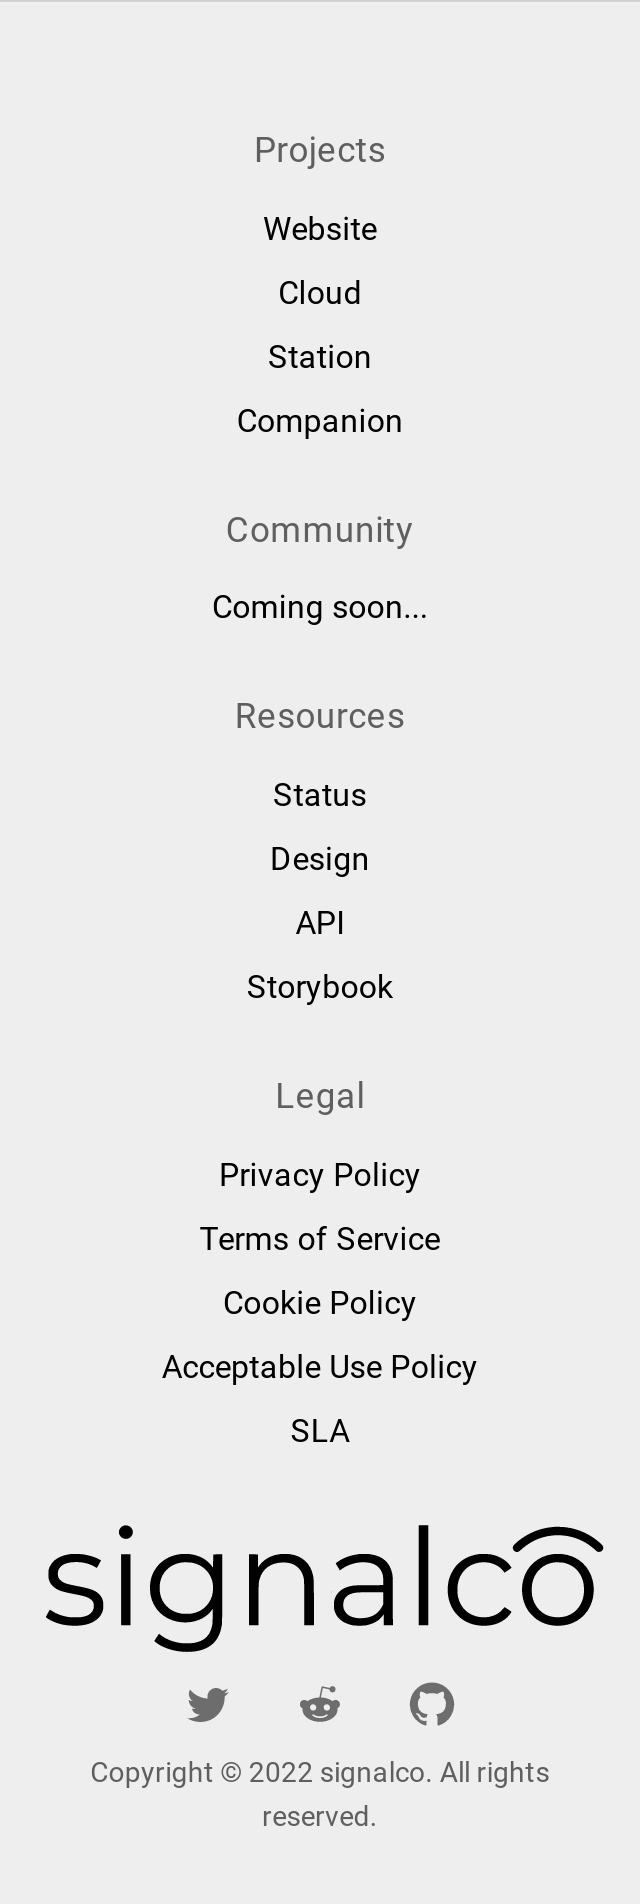 Projects
Website
Cloud
Station
Companion
Community
Coming soon...
Resources
Status
Design
API
Storybook
Legal
Privacy Policy
Terms of Service
Cookie Policy
Acceptable Use Policy
SLA
signalco
Copyright © 2022 signalco. All rights
reserved.